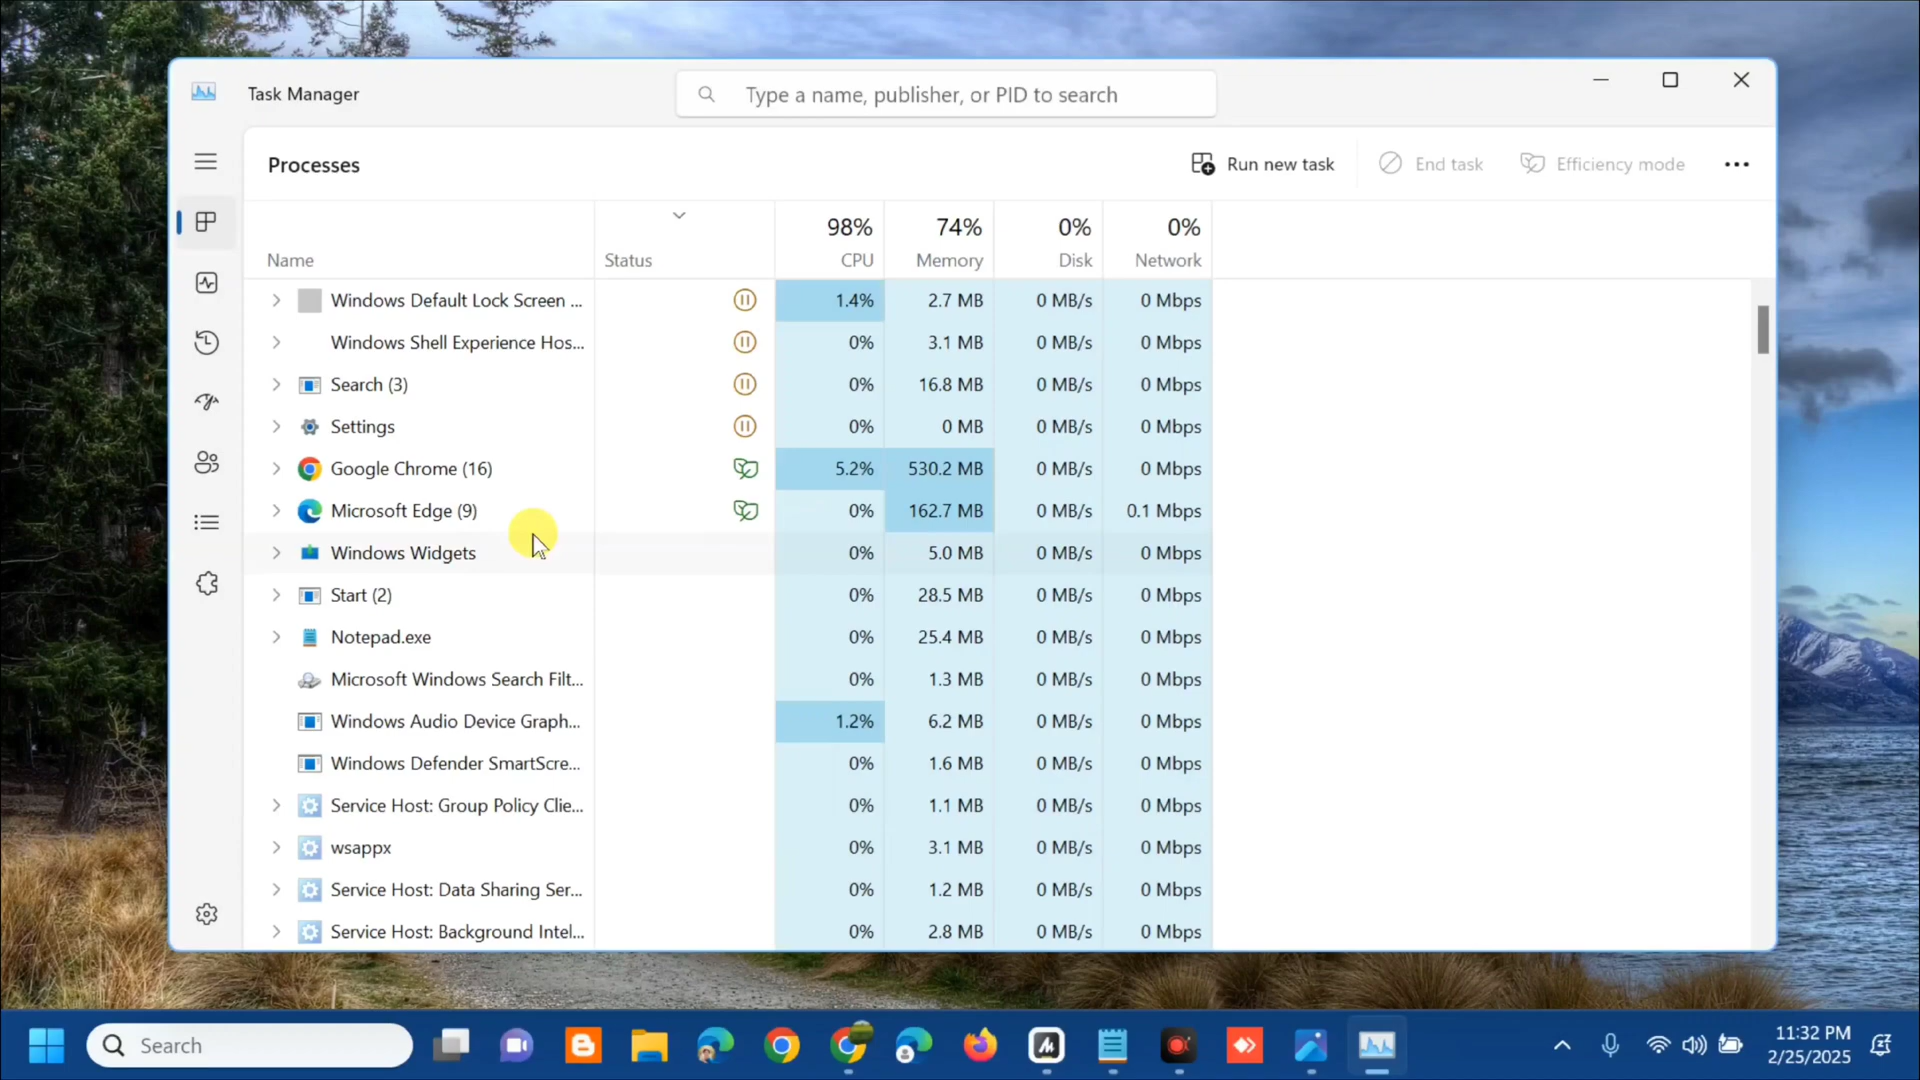 Task Manager
Type a name, publisher, or PID to search
Processes
Run new task
End task
Efficiency mode
98% 74% 0% 0%
Name Status CPU Memory Disk Network
Windows Default Lock Screen ... 1.4% 2.7 MB 0 MB/s 0 Mbps
Windows Shell Experience Hos... 0% 3.1 MB 0 MB/s 0 Mbps
Search (3) 0% 16.8 MB 0 MB/s 0 Mbps
Settings 0% 0 MB 0 MB/s 0 Mbps
Google Chrome (16) 5.2% 530.2 MB 0 MB/s 0 Mbps
Microsoft Edge (9) 0% 162.7 MB 0 MB/s 0.1 Mbps
Windows Widgets 0% 5.0 MB 0 MB/s 0 Mbps
Start (2) 0% 28.5 MB 0 MB/s 0 Mbps
Notepad.exe 0% 25.4 MB 0 MB/s 0 Mbps
Microsoft Windows Search Filt... 0% 1.3 MB 0 MB/s 0 Mbps
Windows Audio Device Graph... 1.2% 6.2 MB 0 MB/s 0 Mbps
Windows Defender SmartScre... 0% 1.6 MB 0 MB/s 0 Mbps
Service Host: Group Policy Clie... 0% 1.1 MB 0 MB/s 0 Mbps
wsappx 0% 3.1 MB 0 MB/s 0 Mbps
Service Host: Data Sharing Ser... 0% 1.2 MB 0 MB/s 0 Mbps
Service Host: Background Intel... 0% 2.8 MB 0 MB/s 0 Mbps
Search
11:32 PM
2/25/2025